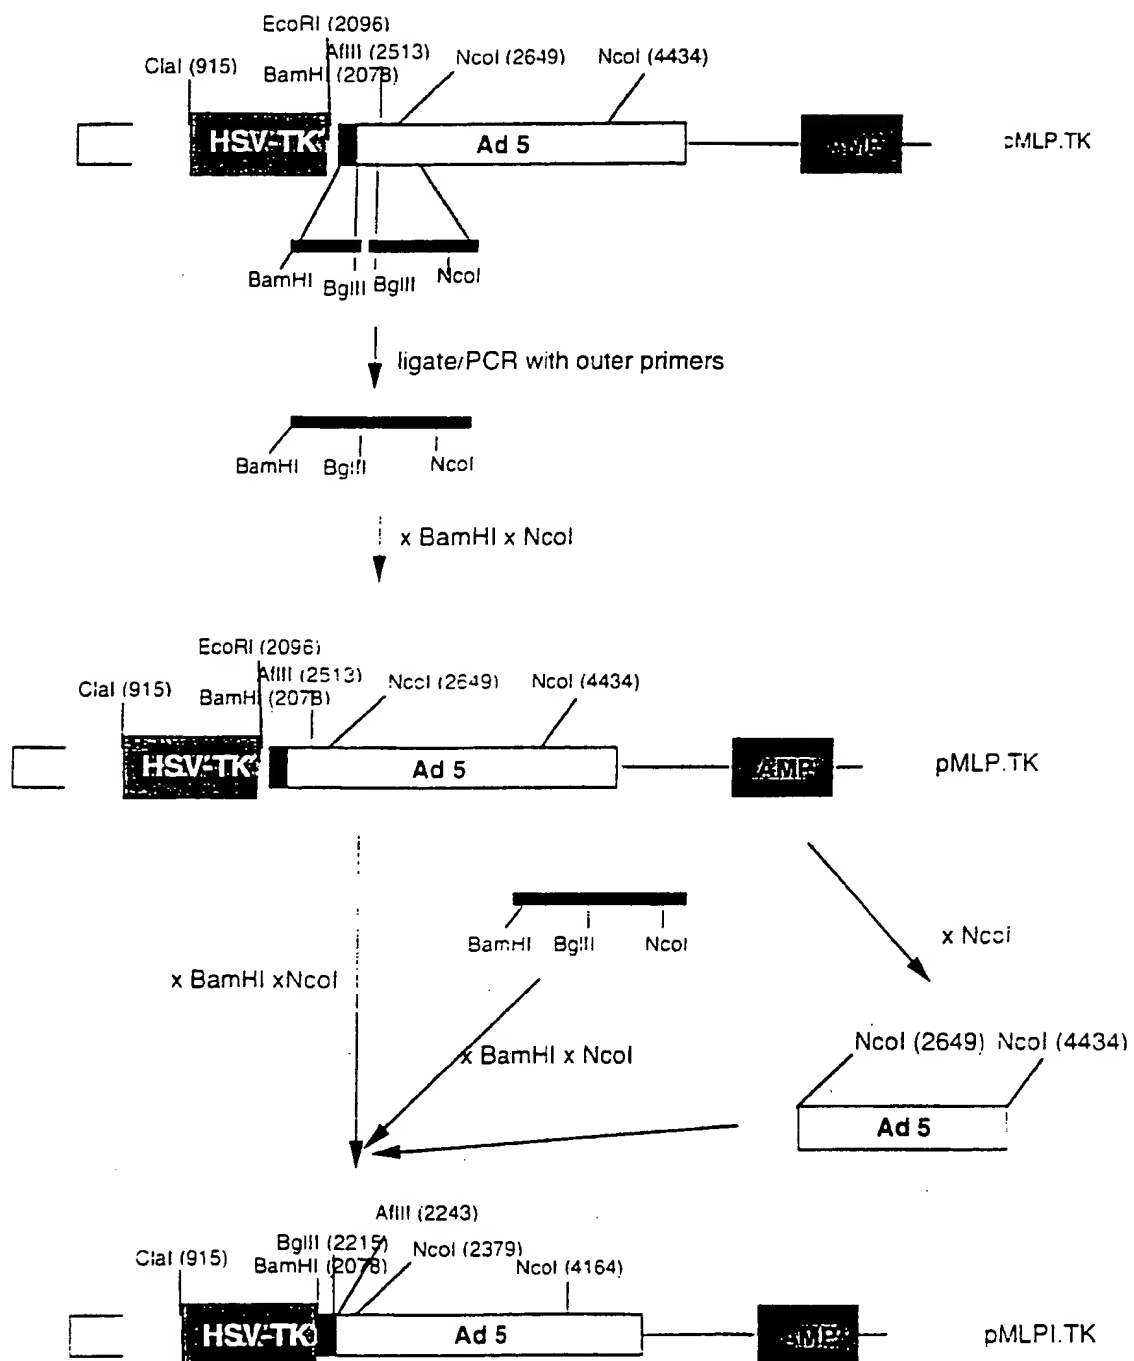 EcoRI (2096)
AflII (2513)
ClaI (915)
BamHI (2078)
NcoI (2649)
NcoI (4434)
HSV-TK
Ad 5
AMP
pMLP.TK
BamHI
BglII
BglII
NcoI
ligate/PCR with outer primers
BamHI
BglII
NcoI
x BamHI x NcoI
EcoRI (2096)
AflII (2513)
ClaI (915)
BamHI (2078)
NcoI (2649)
NcoI (4434)
HSV-TK
Ad 5
AMP
pMLP.TK
BamHI
BglII
NcoI
x NcoI
x BamHI xNcoI
x BamHI x NcoI
NcoI (2649) NcoI (4434)
Ad 5
AflII (2243)
BglII (2215)
NcoI (2379)
ClaI (915)
BamHI (2078)
NcoI (4164)
HSV-TK
Ad 5
AMP
pMLPI.TK